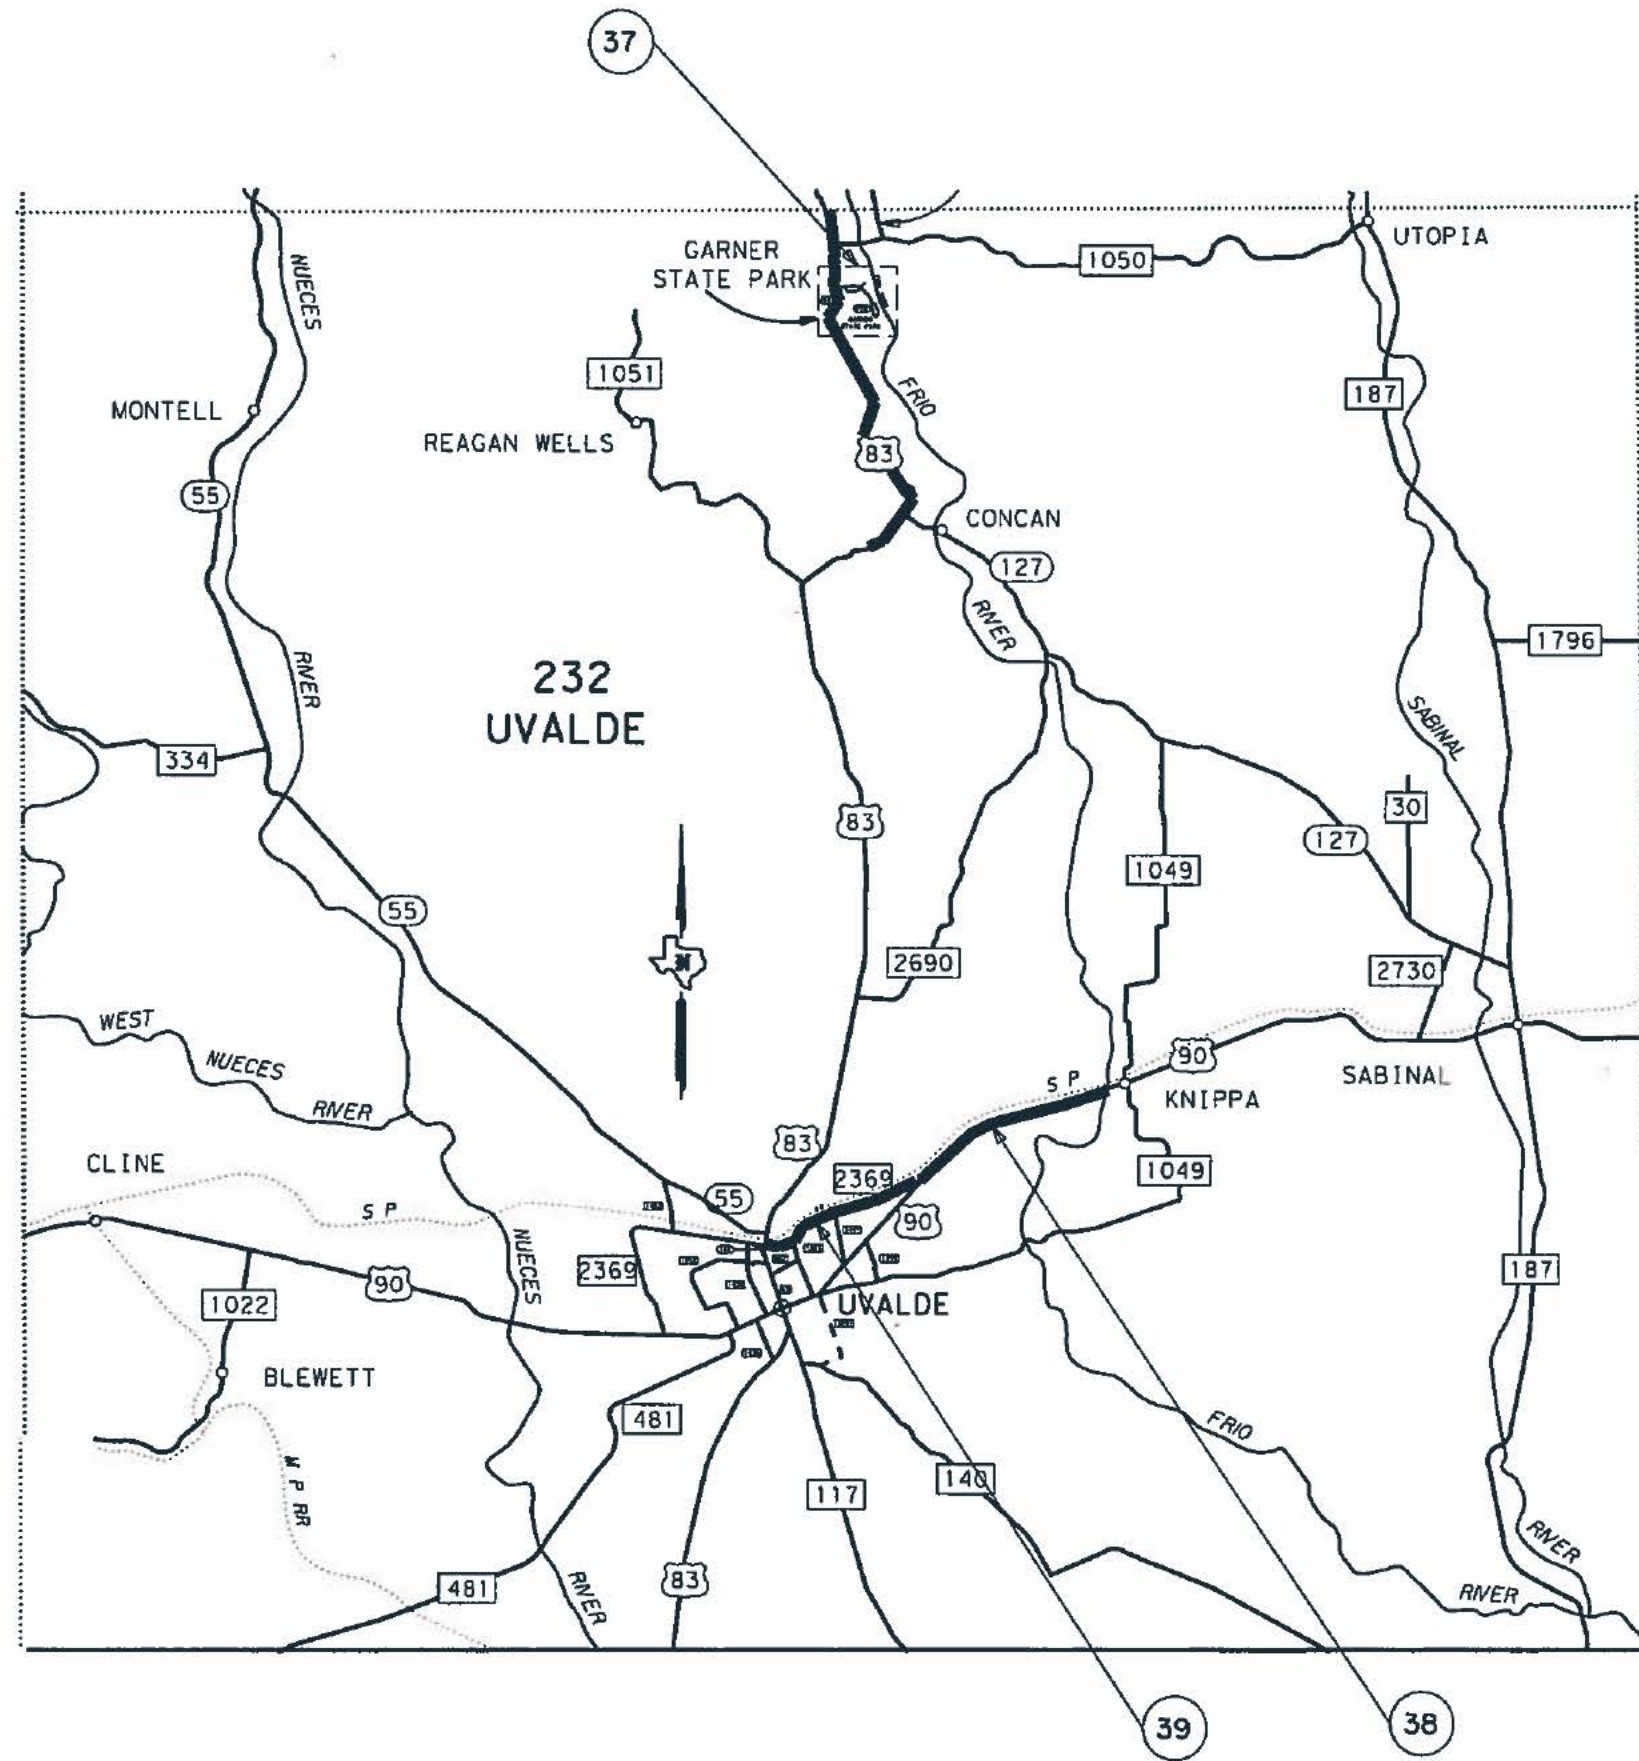 37
GARNER
STATE PARK
UTOPIA
1050
NUECES
1051
187
FRIO
MONTELL
REAGAN WELLS
83
55
CONCAN
127
RIVER
232
UVALDE
RIVER
1796
SABINAL
334
83
30
127
1049
55
2690
2730
WEST
NUECES
RIVER
90
S P
SABINAL
KNIPPA
83
CLINE
2369
1049
55
S P
90
NUECES
2369
187
90
1022
UVALDE
BLEWETT
481
FRIO
M P RR
140
117
RIVER
83
481
RIVER
RIVER
39
38